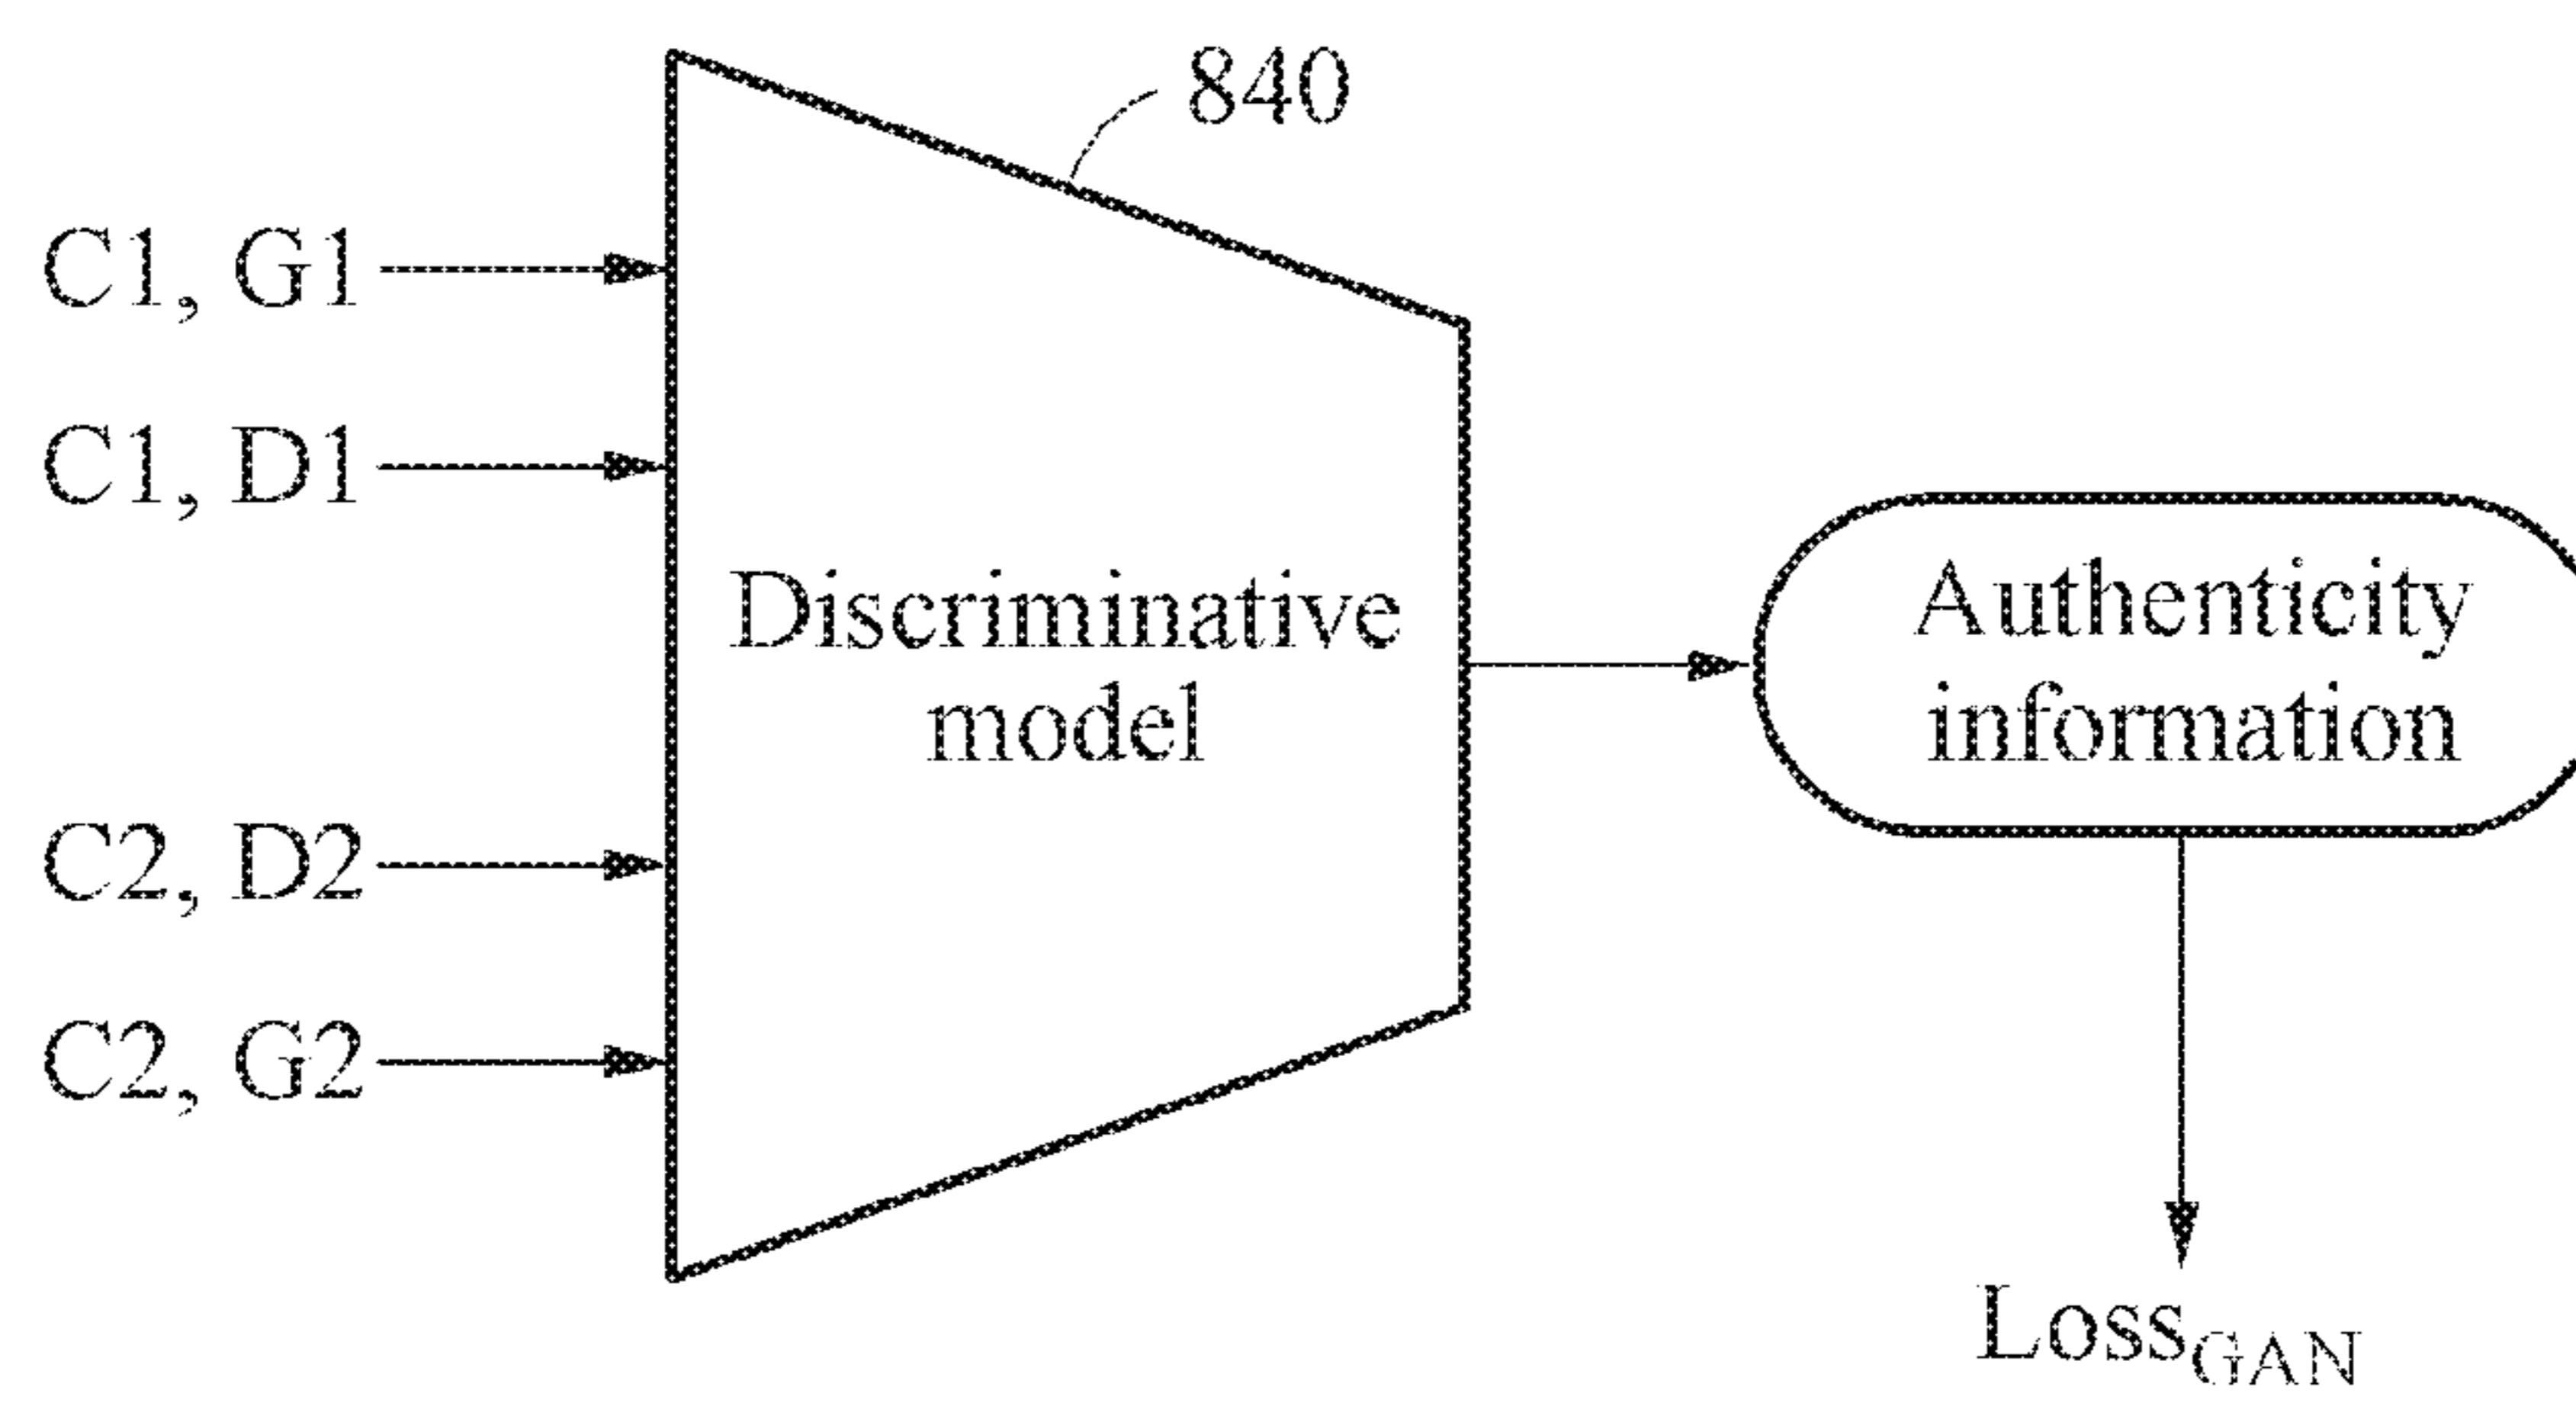 840
C1, G1
C1, D1
Discriminative
model
C2, D2
C2, G2
Authenticity
information
Loss_GAN